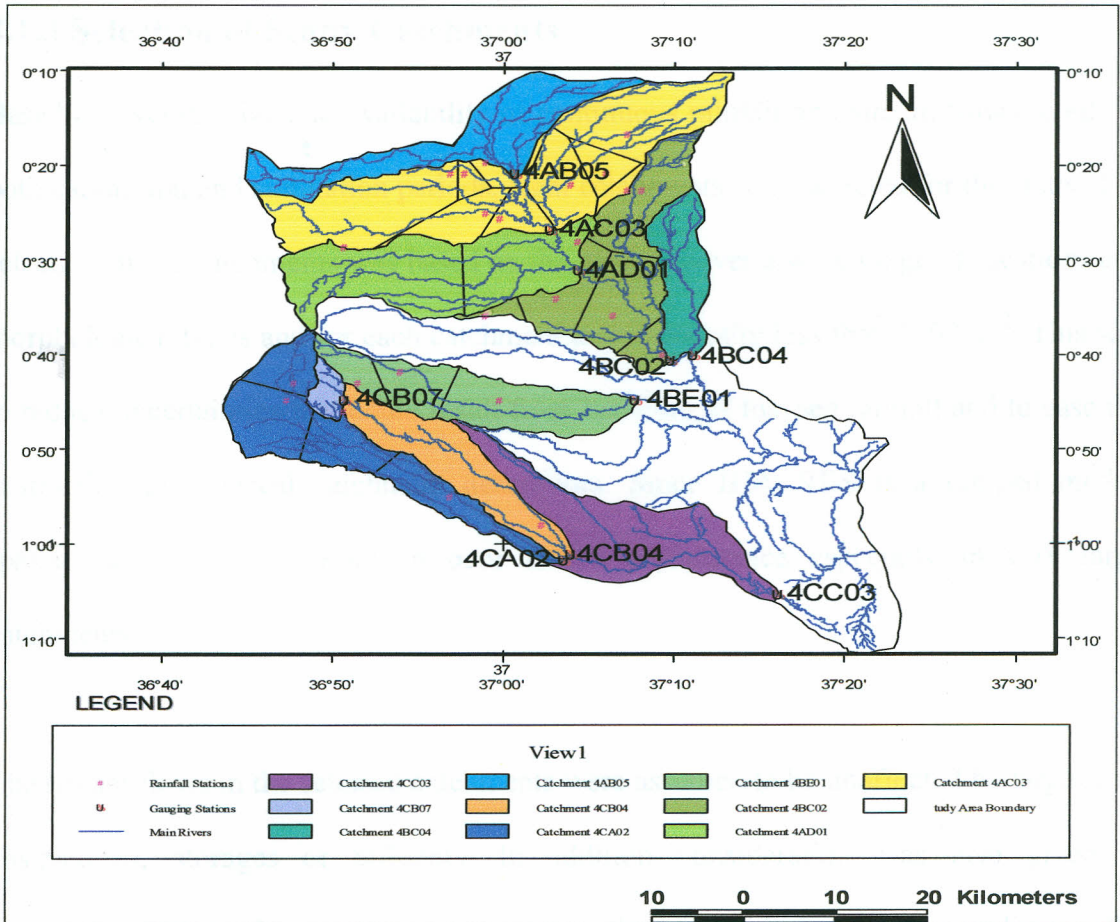 36°40' 36°50' 37°00' 37°10' 37°20' 37°30'
37
0°10' 0°10'
N
0°20' 4AB05 0°20'
4AC03
0°30' 4AD01 0°30'
0°40' 4BC02 4BC04 0°40'
4CB07 4BE01
0°50' 0°50'
1°00' 4CA02 4CB04 1°00'
4CC03
1°10' 1°10'
37
36°40' 36°50' 37°00' 37°10' 37°20' 37°30'
LEGEND
View1
Rainfall Stations Catchment 4CC03 Catchment 4AB05 Catchment 4BE01 Catchment 4AC03
Gauging Stations Catchment 4CB07 Catchment 4CB04 Catchment 4BC02 tudy Area Boundary
Main Rivers Catchment 4BC04 Catchment 4CA02 Catchment 4AD01
10 0 10 20 Kilometers